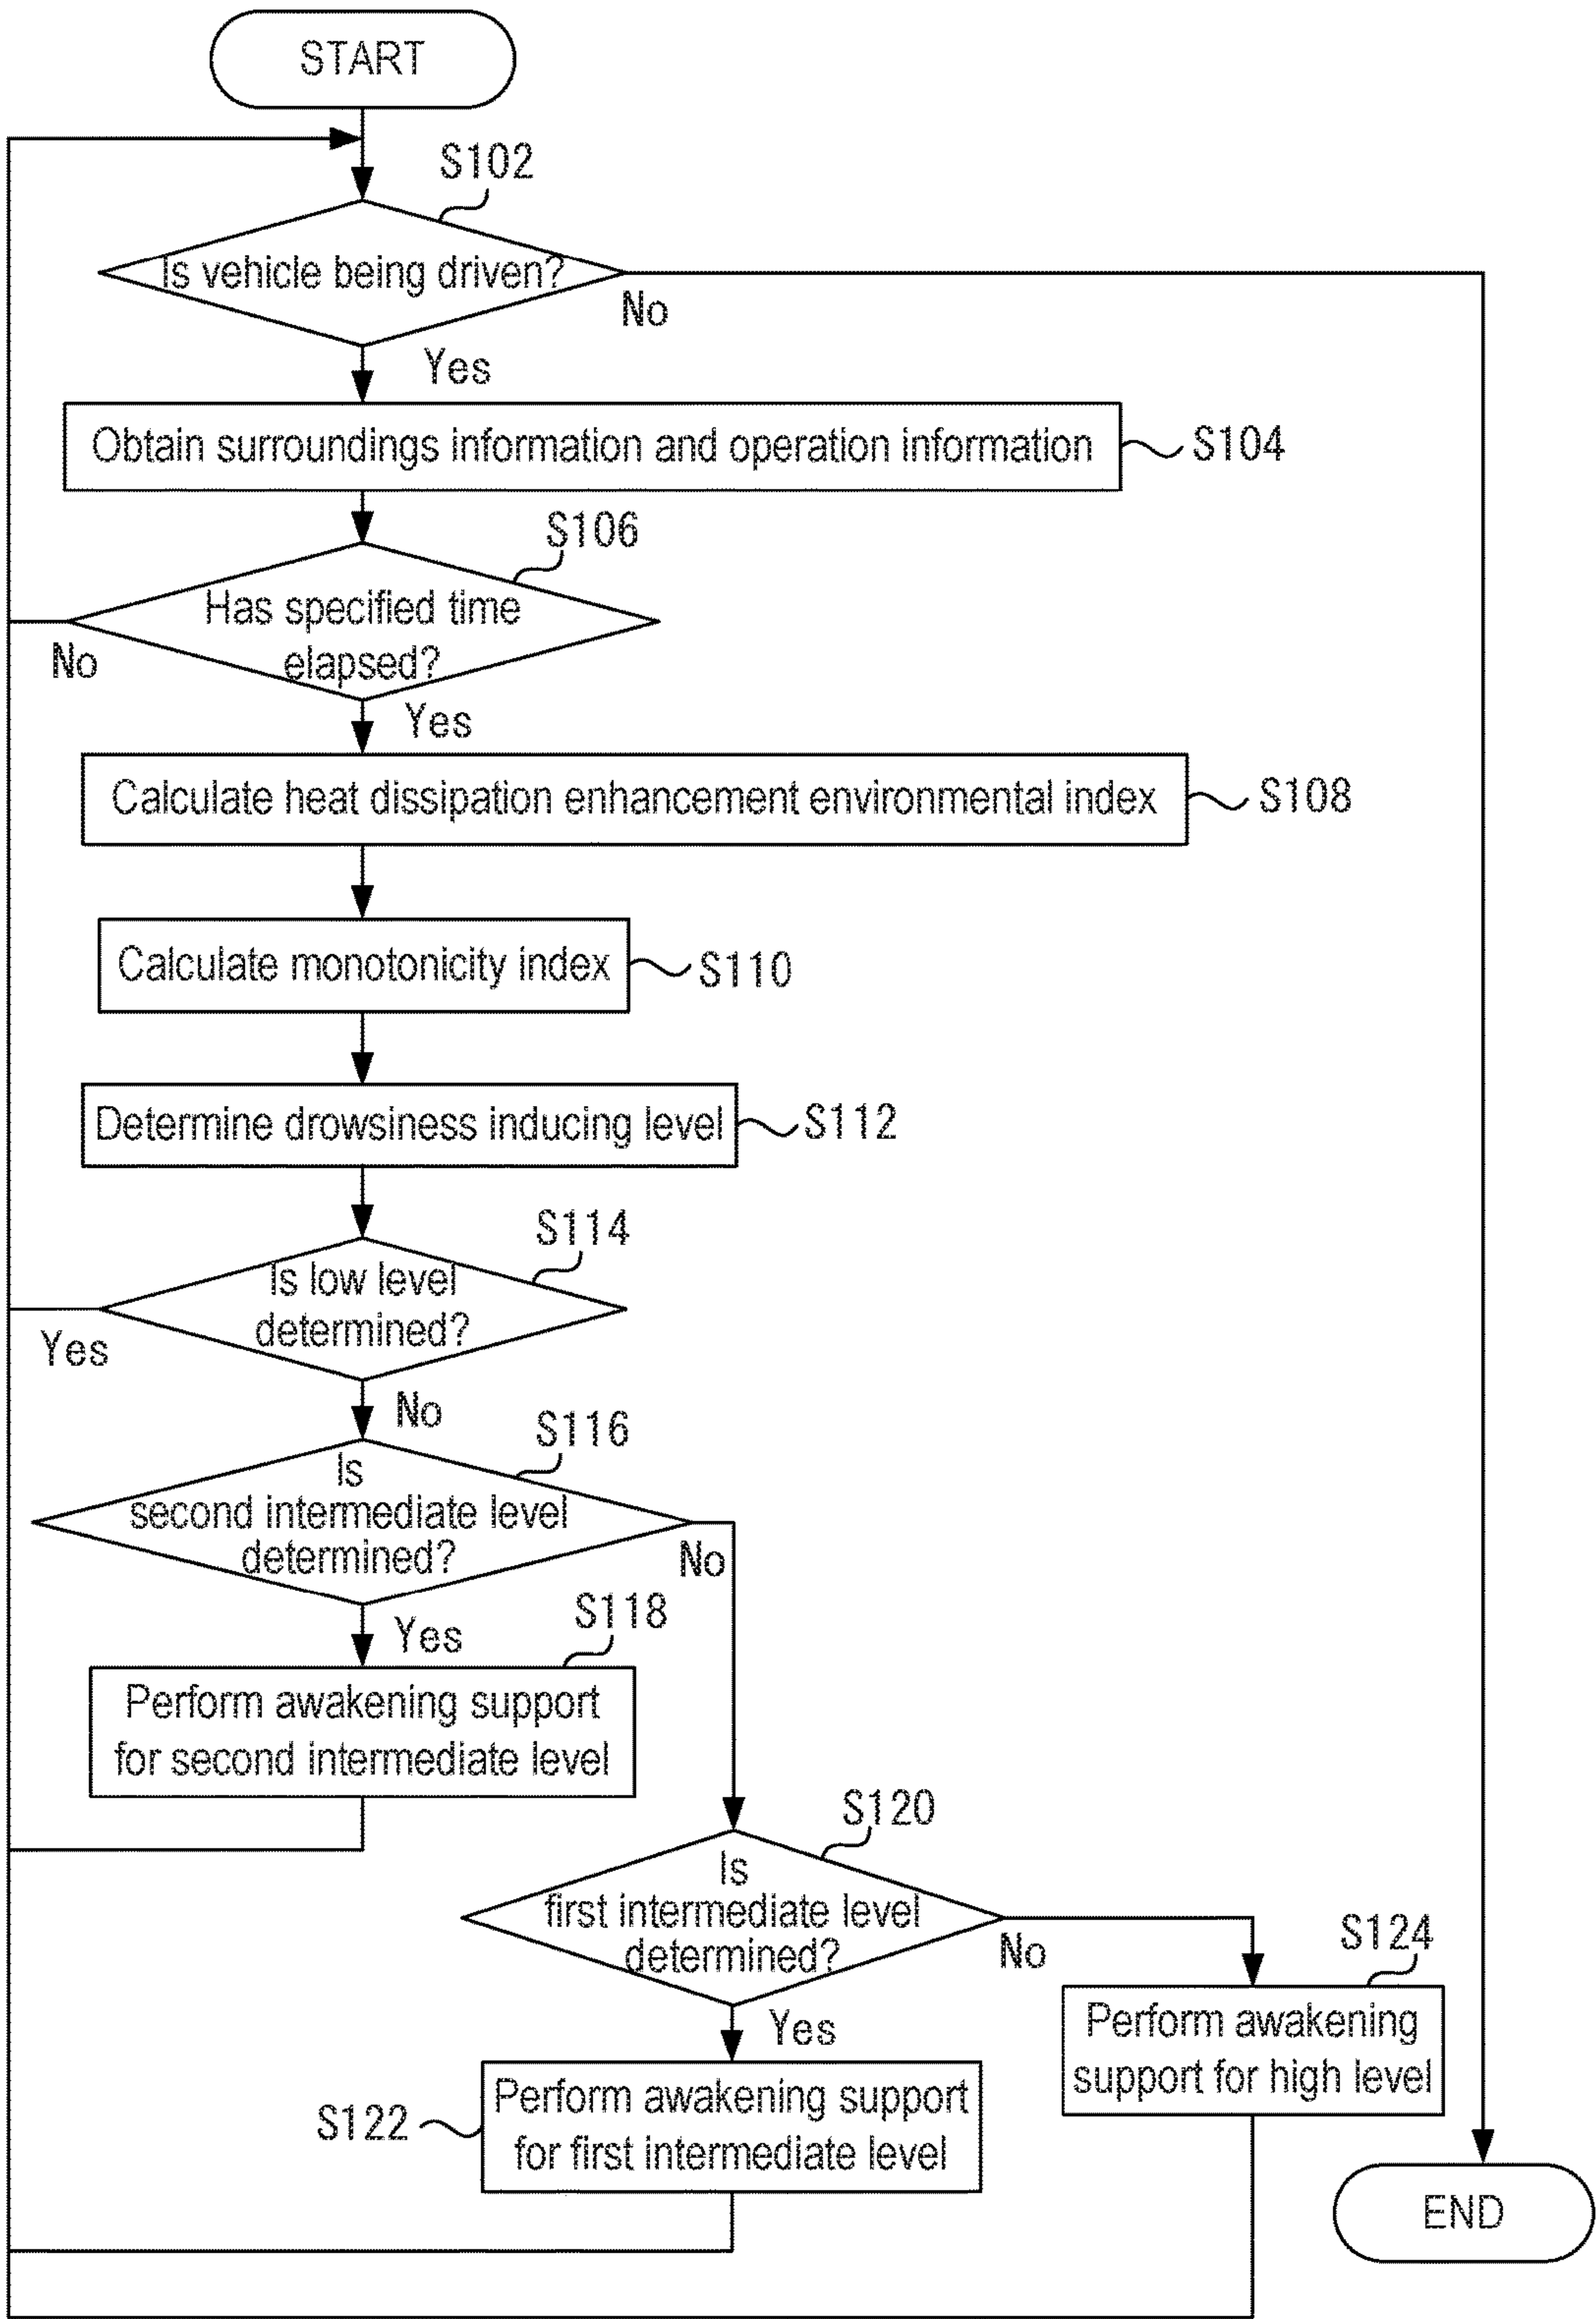 START
S102
Is vehicle being driven?
No
Yes
Obtain surroundings information and operation information
S104
S106
Has specified time
elapsed?
No
Yes
Calculate heat dissipation enhancement environmental index
S108
Calculate monotonicity index
S110
Determine drowsiness inducing level
S112
S114
Is low level
determined?
Yes
No
S116
Is
second intermediate level
determined?
No
Yes
S118
Perform awakening support
for second intermediate level
S120
Is
first intermediate level
determined?
No
Yes
S124
Perform awakening
support for high level
S122
Perform awakening support
for first intermediate level
END